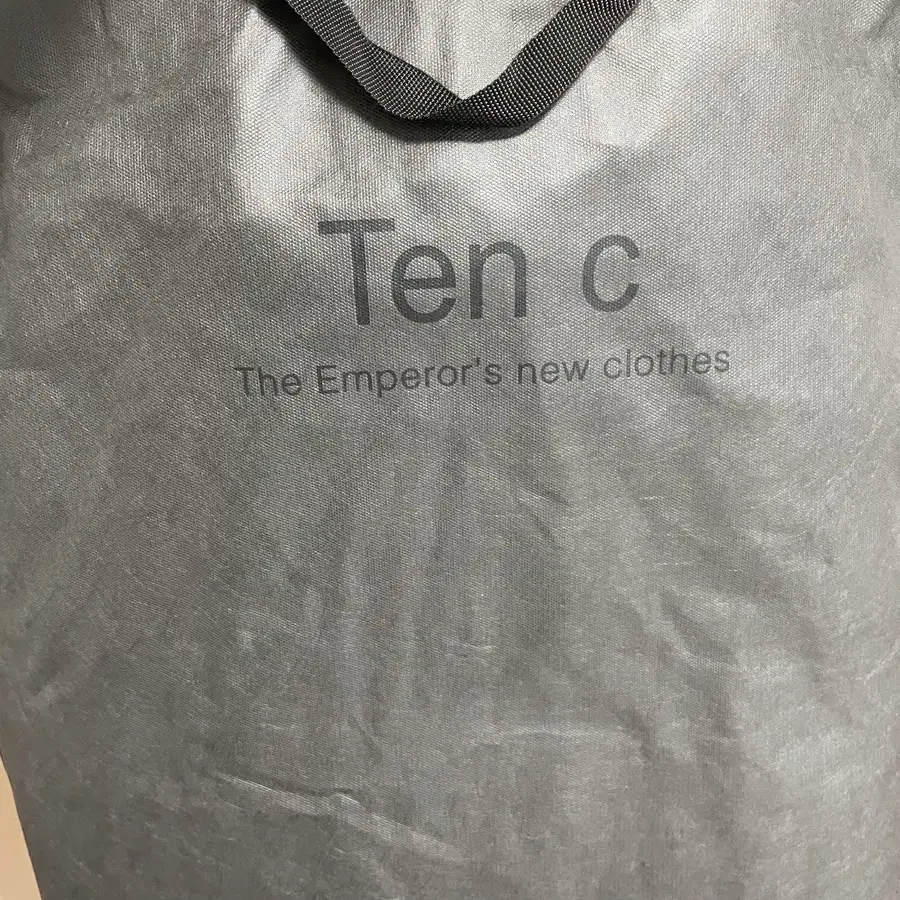 Ten c
The Emperor's new clothes